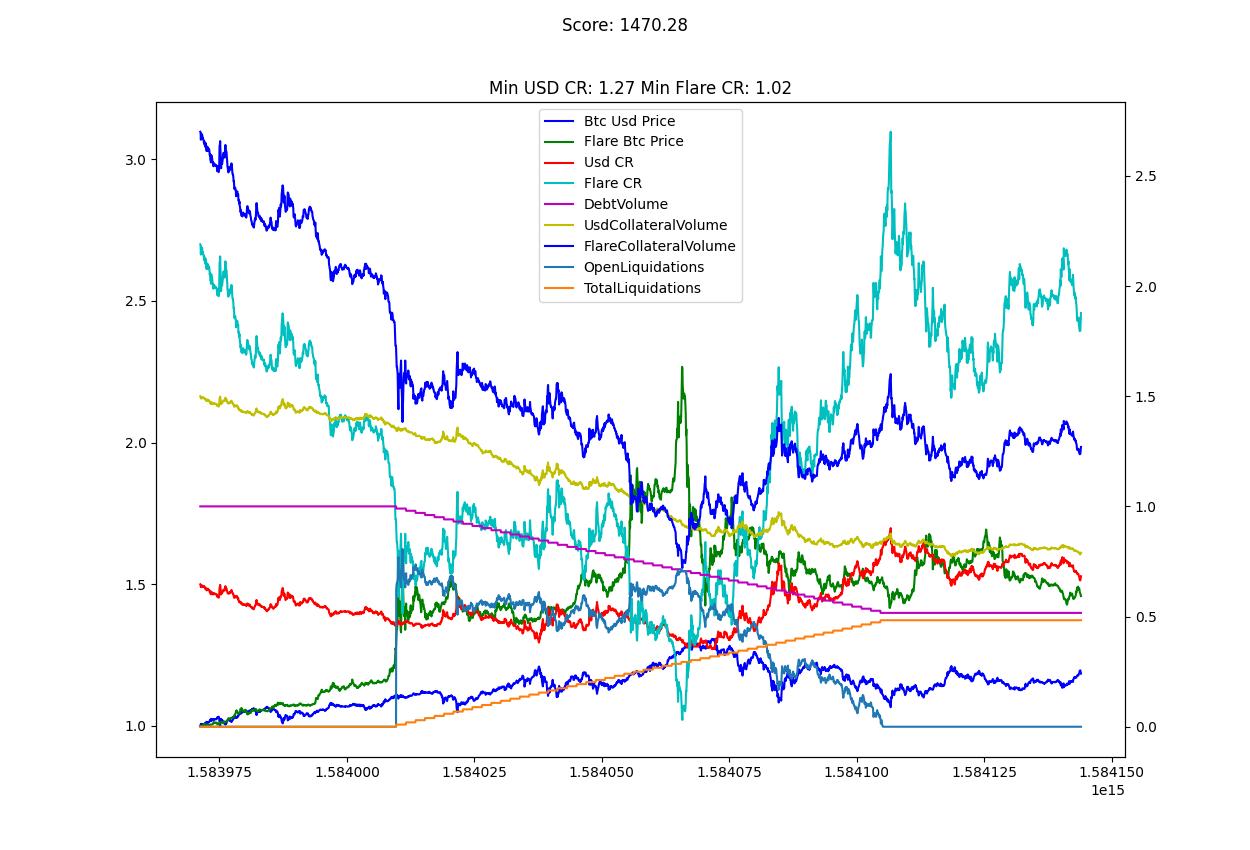 Score: 1470.28
Min USD CR: 1.27 Min Flare CR: 1.02
Btc Usd Price
Flare Btc Price
Usd CR
Flare CR
DebtVolume
UsdCollateralVolume
FlareCollateralVolume
OpenLiquidations
TotalLiquidations
3.0
2.5
2.0
1.5
1.0
2.5
2.0
1.5
1.0
0.5
0.0
1.583975
1.584000
1.584025
1.584050
1.584075
1.584100
1.584125
1.584150
1e15